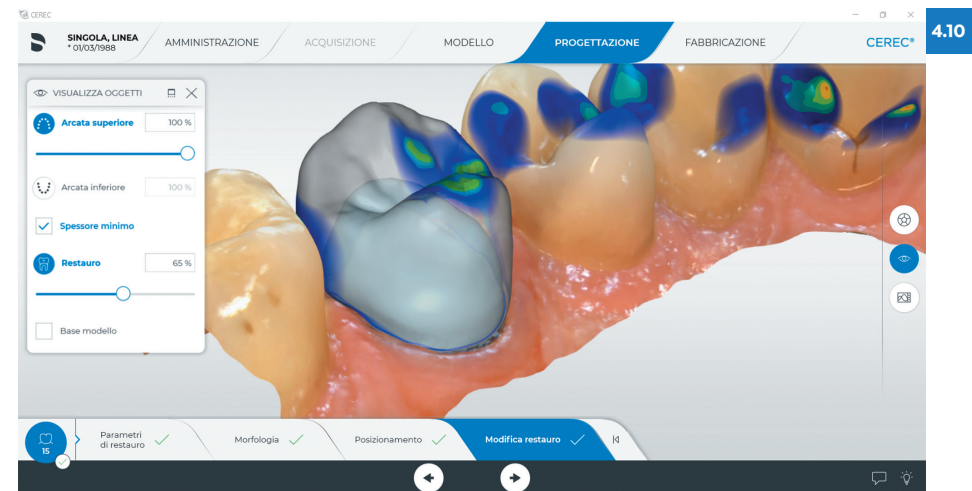 CEREC
4.10
SINGOLA, LINEA
* 01/03/1988
AMMINISTRAZIONE
ACQUISIZIONE
MODELLO
PROGETTAZIONE
FABBRICAZIONE
CEREC®
VISUALIZZA OGGETTI
Arcata superiore 100 %
Arcata inferiore 100 %
Spessore minimo
Restauro 65 %
Base modello
15
Parametri
di restauro
Morfologia
Posizionamento
Modifica restauro